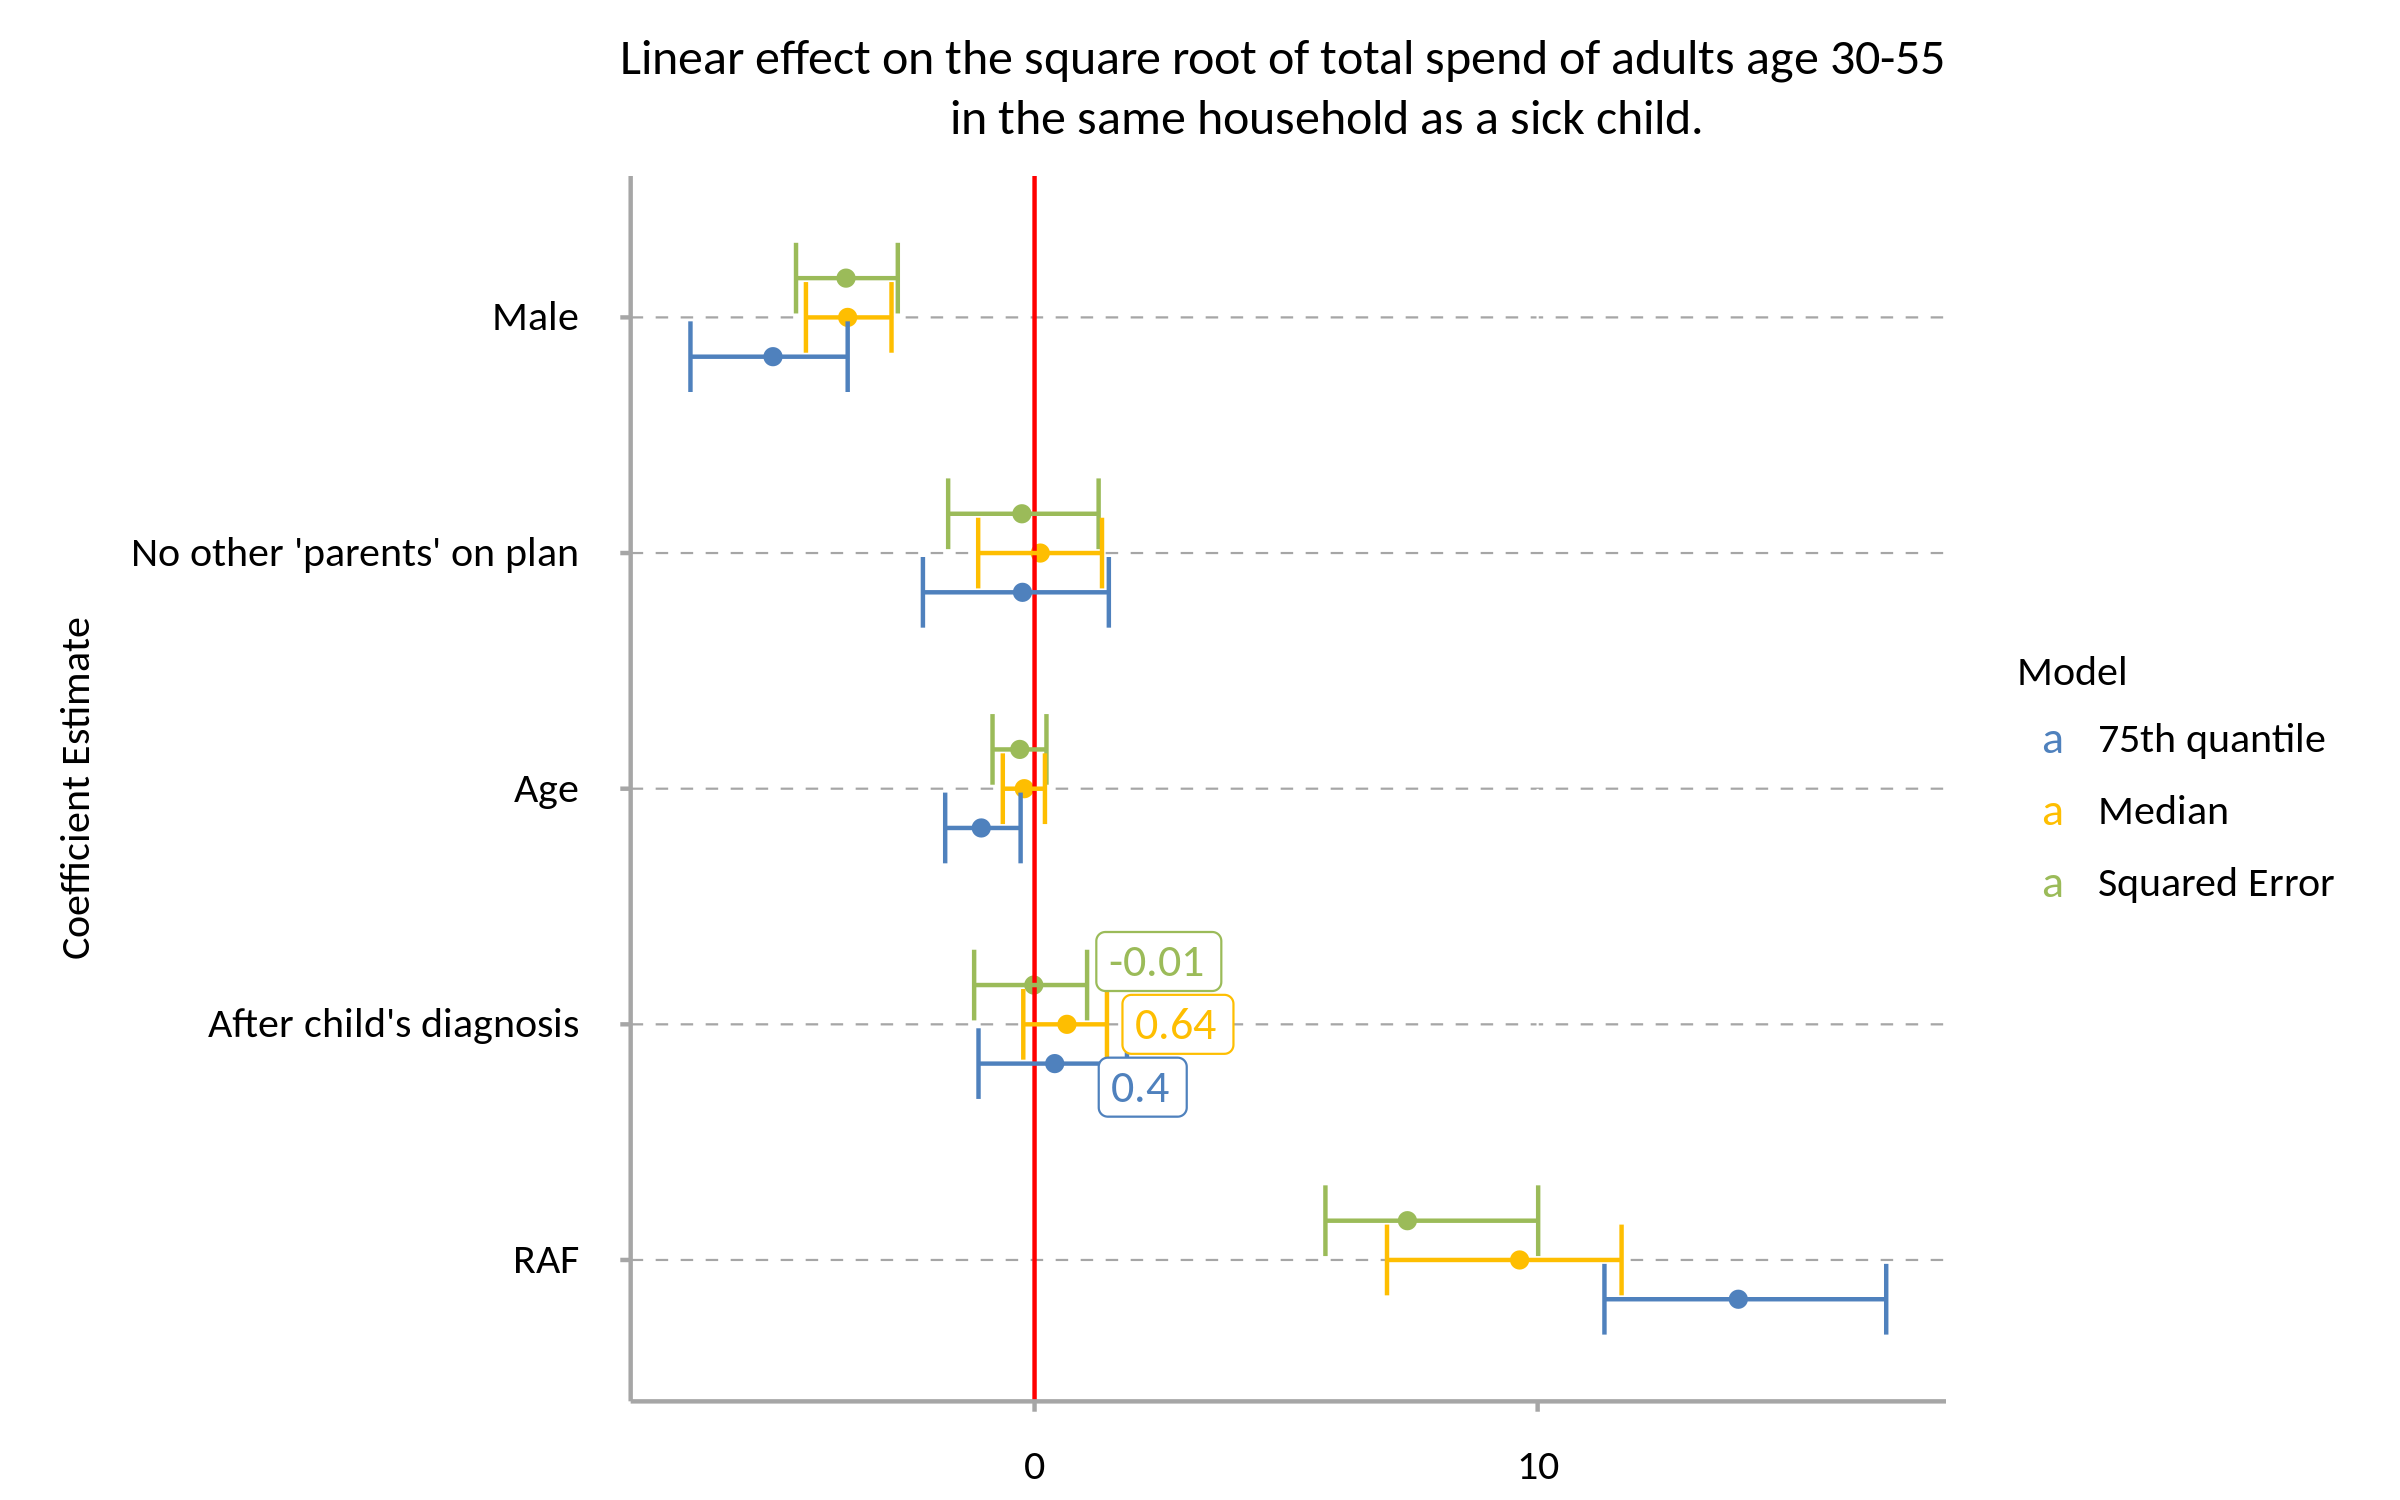 Linear effect on the square root of total spend of adults age 30-55
in the same household as a sick child.
Male
No other 'parents' on plan
Age
After child's diagnosis
RAF
Coefficient Estimate
-0.01
0.64
0.4
0
10
Model
a 75th quantile
a Median
a Squared Error